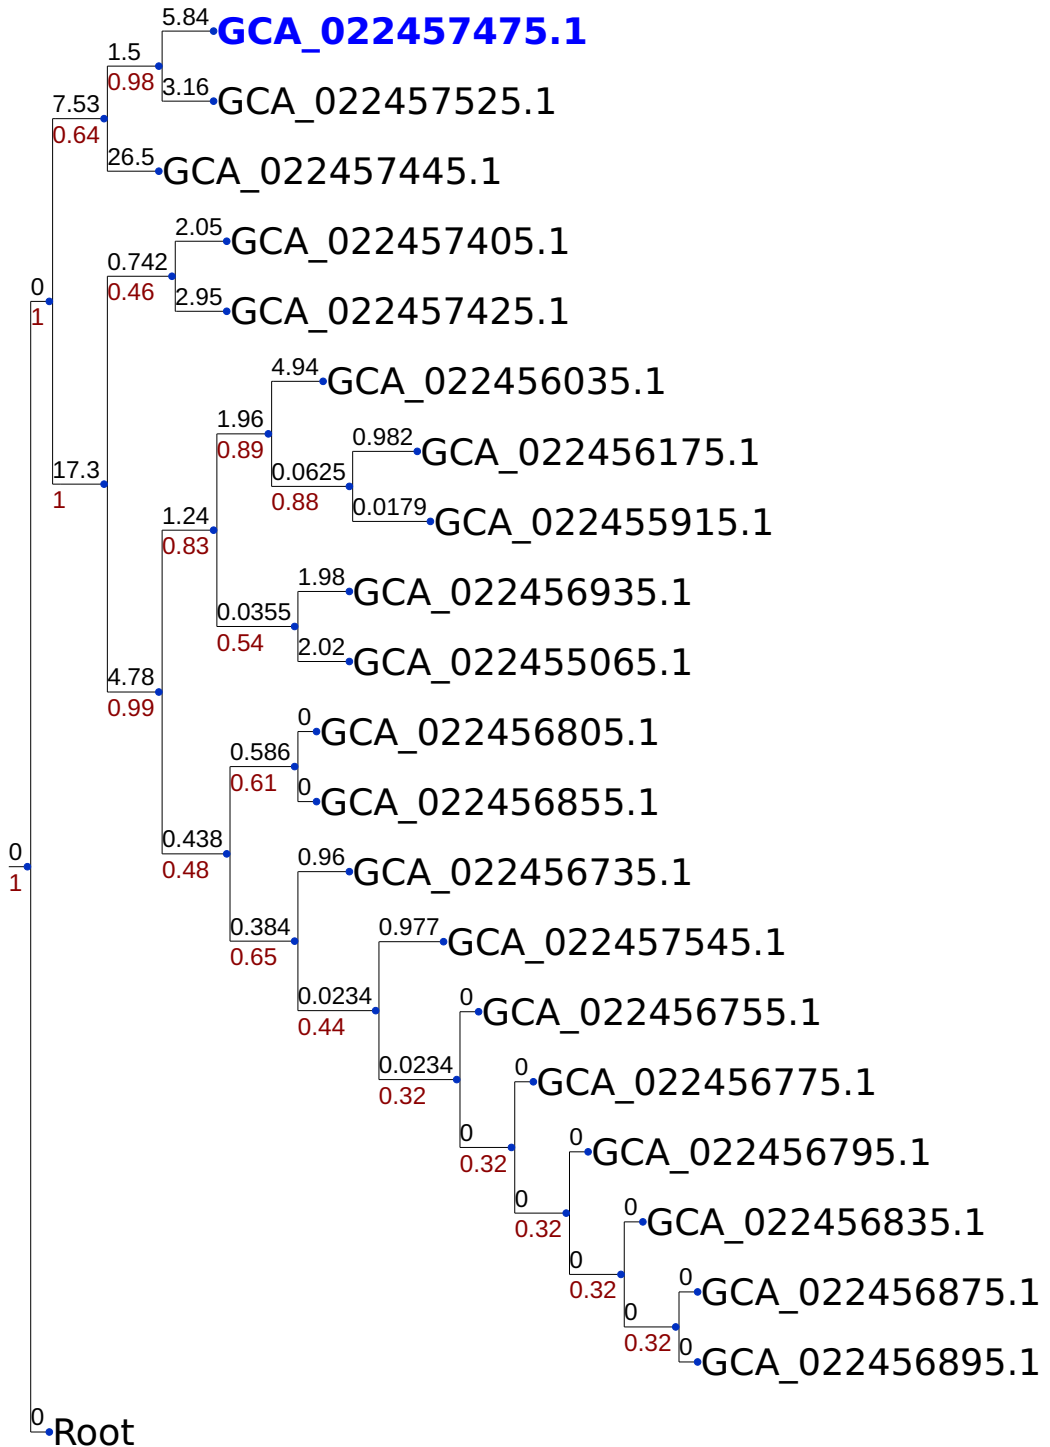 5.84
GCA_022457475.1
1.5
0.98
3.16
GCA_022457525.1
7.53
0.64
26.5
GCA_022457445.1
2.05
GCA_022457405.1
0.742
0.46
2.95
GCA_022457425.1
0
1
4.94
GCA_022456035.1
1.96
0.89
0.982
GCA_022456175.1
0.0625
0.88
17.3
1
0.0179
GCA_022455915.1
1.24
0.83
1.98
GCA_022456935.1
0.0355
0.54
2.02
GCA_022455065.1
4.78
0.99
0
GCA_022456805.1
0.586
0.61
0
GCA_022456855.1
0.438
0.48
0
1
0.96
GCA_022456735.1
0.384
0.65
0.977
GCA_022457545.1
0.0234
0.44
0
GCA_022456755.1
0.0234
0.32
0
GCA_022456775.1
0
0.32
0
GCA_022456795.1
0
0.32
0
GCA_022456835.1
0
0.32
0
GCA_022456875.1
0
0.32
0
GCA_022456895.1
0
Root